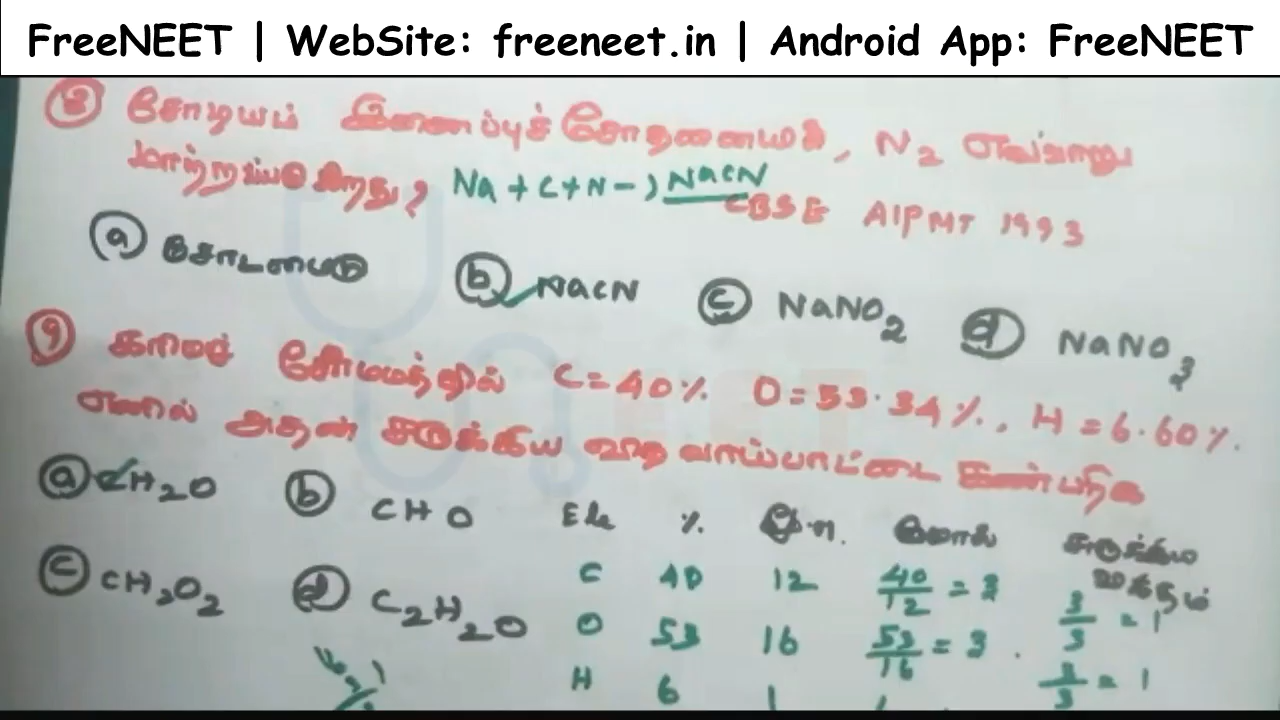 FreeNEET | WebSite: freeneet.in | Android App: FreeNEET
8 சோடியம் இணைப்புச் சோதனையில், N2 எவ்வாறு
மாற்றப்படுகிறது? Na + C + N -> NaCN
CBSE AIPMT 1993
a சோடமைடு b NaCN c NaNO2 d NaNO3
9 கரிமச் சேர்மத்தில் C = 40% O = 53.34%, H = 6.60%.
எனில் அதன் சுருக்கிய வாய்பாட்டை கண்டறிக
a CH2O b CHO Ele % மோல் சுருக்கிய
c CH2O2 d C2H2O C 40 12 40/12 = 3 3/3 = 1
O 53 16 53/16 = 3 3/3 = 1
H 6 1